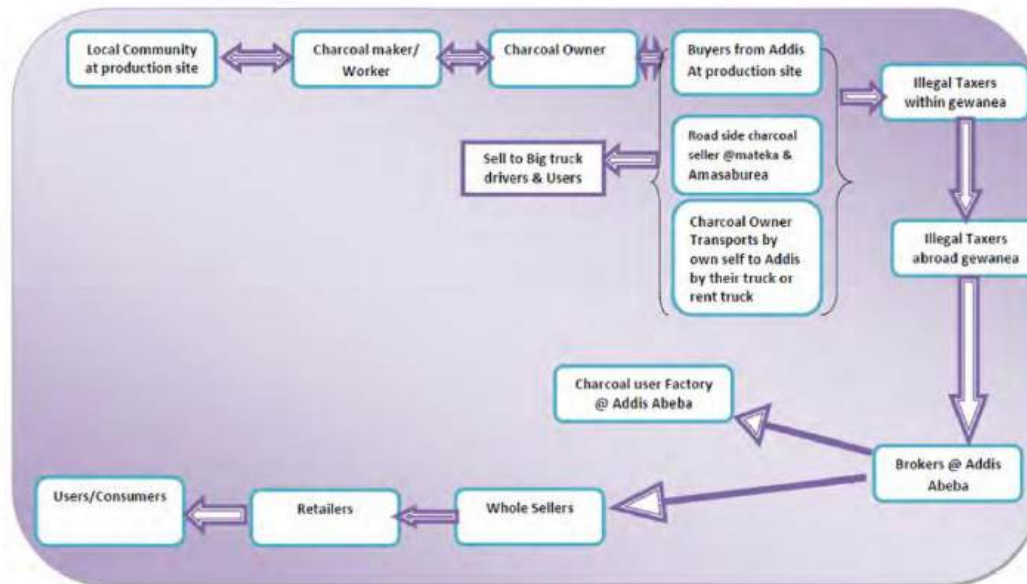 Local Community
at production site
Charcoal maker/
Worker
Charcoal Owner
Buyers from Addis
At production site
Illegal Taxers
within gewanea
Road side charcoal
seller @mateka &
Amasaburea
Sell to Big truck
drivers & Users
Charcoal Owner
Transports by
own self to Addis
by their truck or
rent truck
Illegal Taxers
abroad gewanea
Charcoal user Factory
@ Addis Abeba
Brokers @ Addis
Abeba
Whole Sellers
Retailers
Users/Consumers